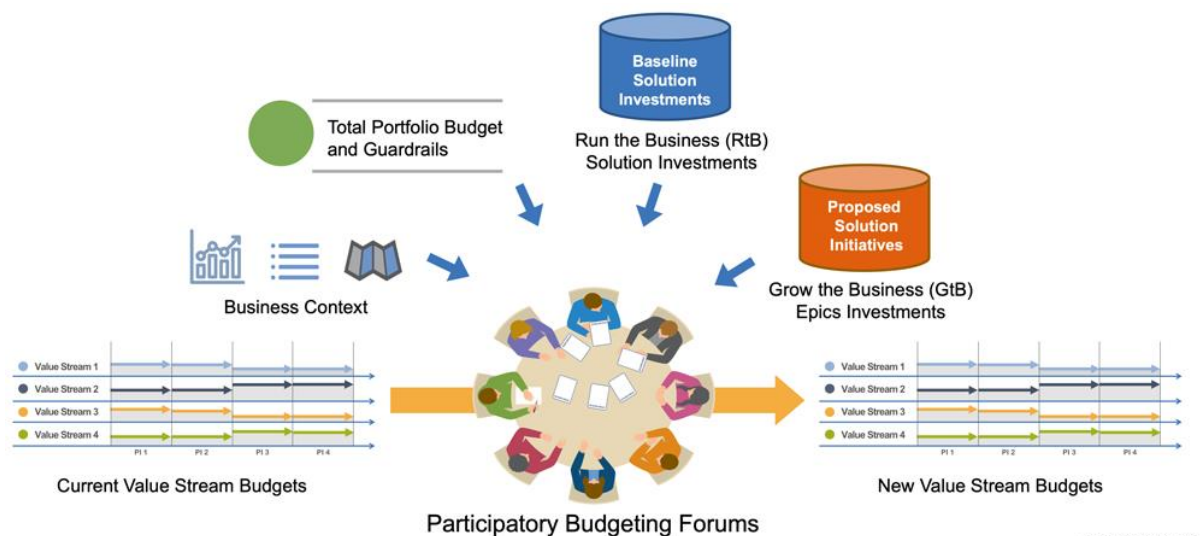 Baseline
Solution
Investments
Total Portfolio Budget
and Guardrails
Run the Business (RtB)
Solution Investments
Proposed
Solution
Initiatives
Business Context
Grow the Business (GtB)
Epics Investments
Value Stream 1
Value Stream 2
Value Stream 3
Value Stream 4
PI 1 PI 2 PI 3 PI 4
Current Value Stream Budgets
Value Stream 1
Value Stream 2
Value Stream 3
Value Stream 4
PI 1 PI 2 PI 3 PI 4
New Value Stream Budgets
Participatory Budgeting Forums